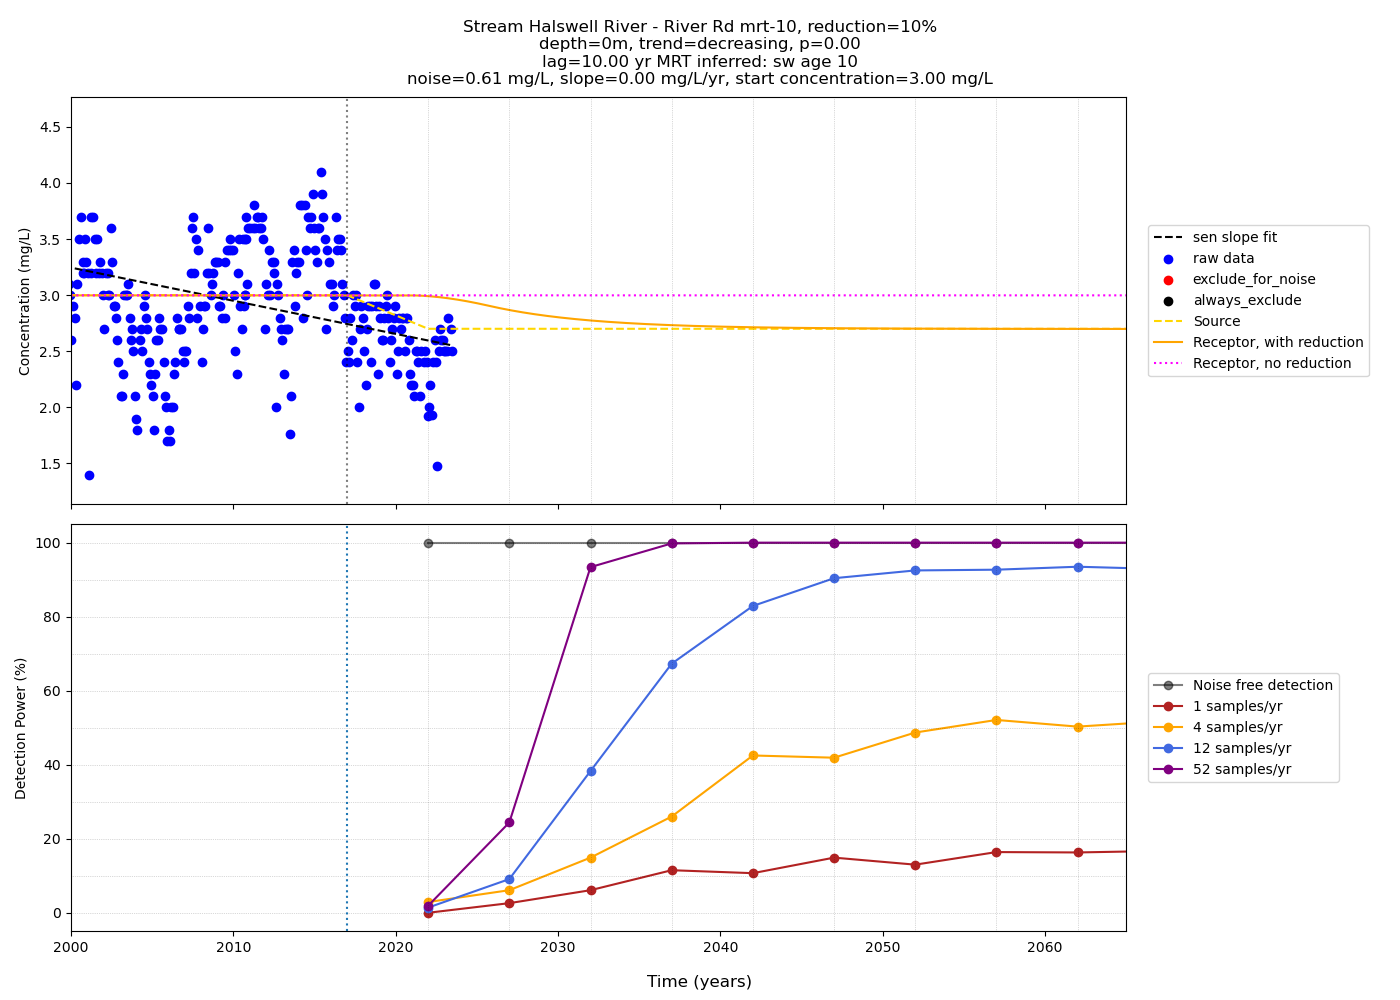 Stream Halswell River - River Rd mrt-10, reduction=10%
depth=0m, trend=decreasing, p=0.00
lag=10.00 yr MRT inferred: sw age 10
noise=0.61 mg/L, slope=0.00 mg/L/yr, start concentration=3.00 mg/L
Concentration (mg/L)
4.5
4.0
3.5
3.0
2.5
2.0
1.5
sen slope fit
raw data
exclude_for_noise
always_exclude
Source
Receptor, with reduction
Receptor, no reduction
Detection Power (%)
100
80
60
40
20
0
Noise free detection
1 samples/yr
4 samples/yr
12 samples/yr
52 samples/yr
2000 2010 2020 2030 2040 2050 2060
Time (years)